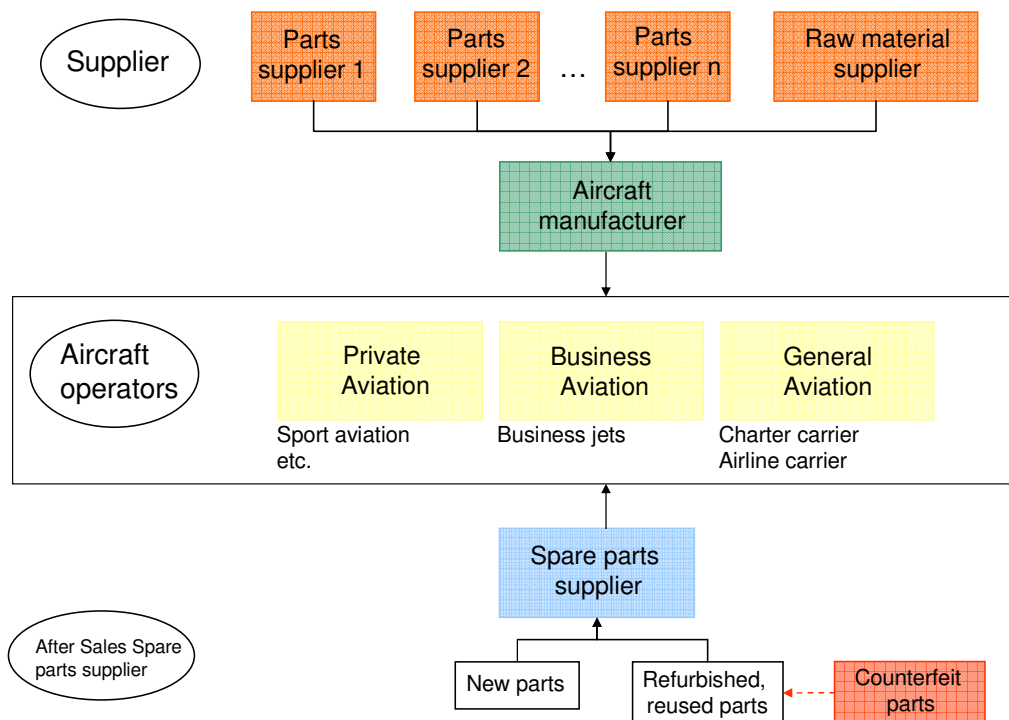 Supplier
Parts
supplier 1
Parts
supplier 2
...
Parts
supplier n
Raw material
supplier
Aircraft
manufacturer
Aircraft
operators
Private
Aviation
Business
Aviation
General
Aviation
Sport aviation
etc.
Business jets
Charter carrier
Airline carrier
Spare parts
supplier
After Sales Spare
parts supplier
New parts
Refurbished,
reused parts
Counterfeit
parts